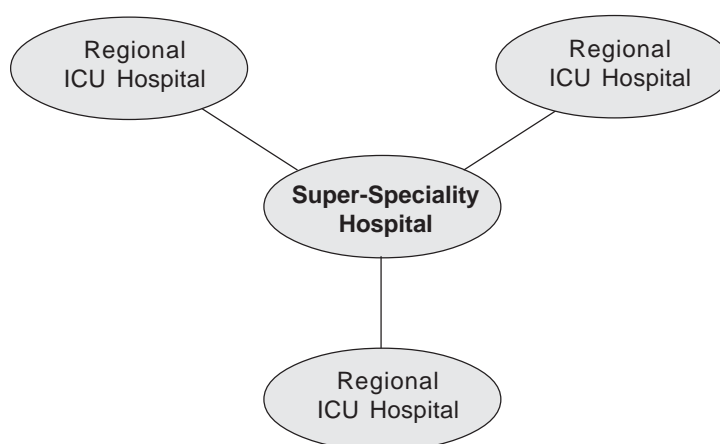 Regional
ICU Hospital
Regional
ICU Hospital
Super-Speciality
Hospital
Regional
ICU Hospital